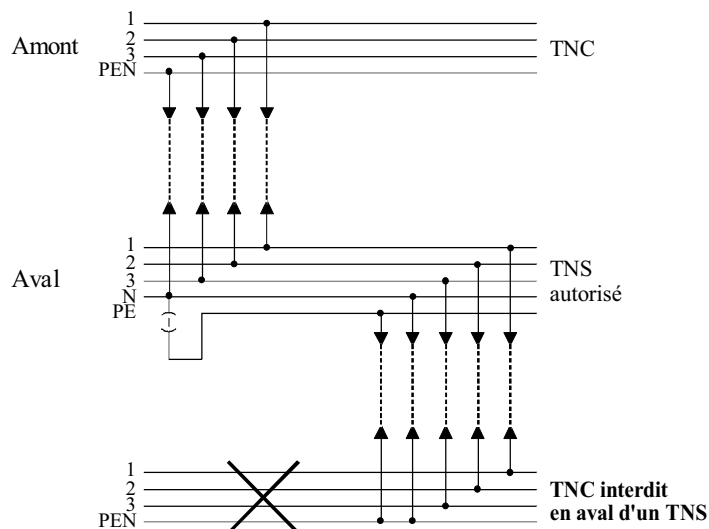 1
Amont
2
TNC
3
PEN
1
2
TNS
Aval
3
autorisé
N
PE
1
2
TNC interdit
3
en aval d'un TNS
PEN